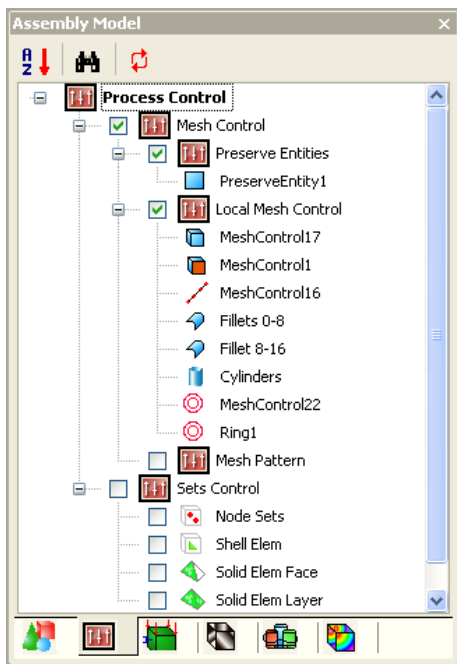 Assembly Model
A
Z
Process Control
Mesh Control
Preserve Entities
PreserveEntity1
Local Mesh Control
MeshControl17
MeshControl1
MeshControl16
Fillets 0-8
Fillet 8-16
Cylinders
MeshControl22
Ring1
Mesh Pattern
Sets Control
Node Sets
Shell Elem
Solid Elem Face
Solid Elem Layer